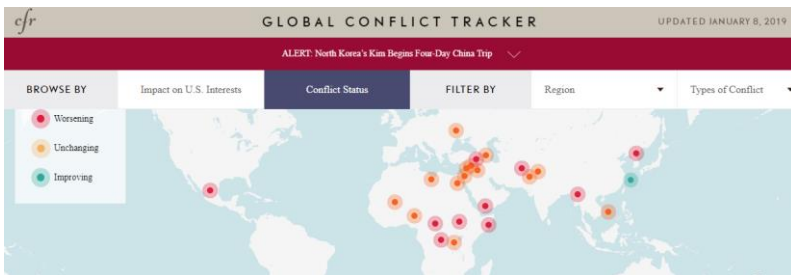 cfr
GLOBAL CONFLICT TRACKER
UPDATED JANUARY 8, 2019
ALERT: North Korea's Kim Begins Four-Day China Trip
BROWSE BY
Impact on U.S. Interests
Conflict Status
FILTER BY
Region
Types of Conflict
Worsening
Unchanging
Improving